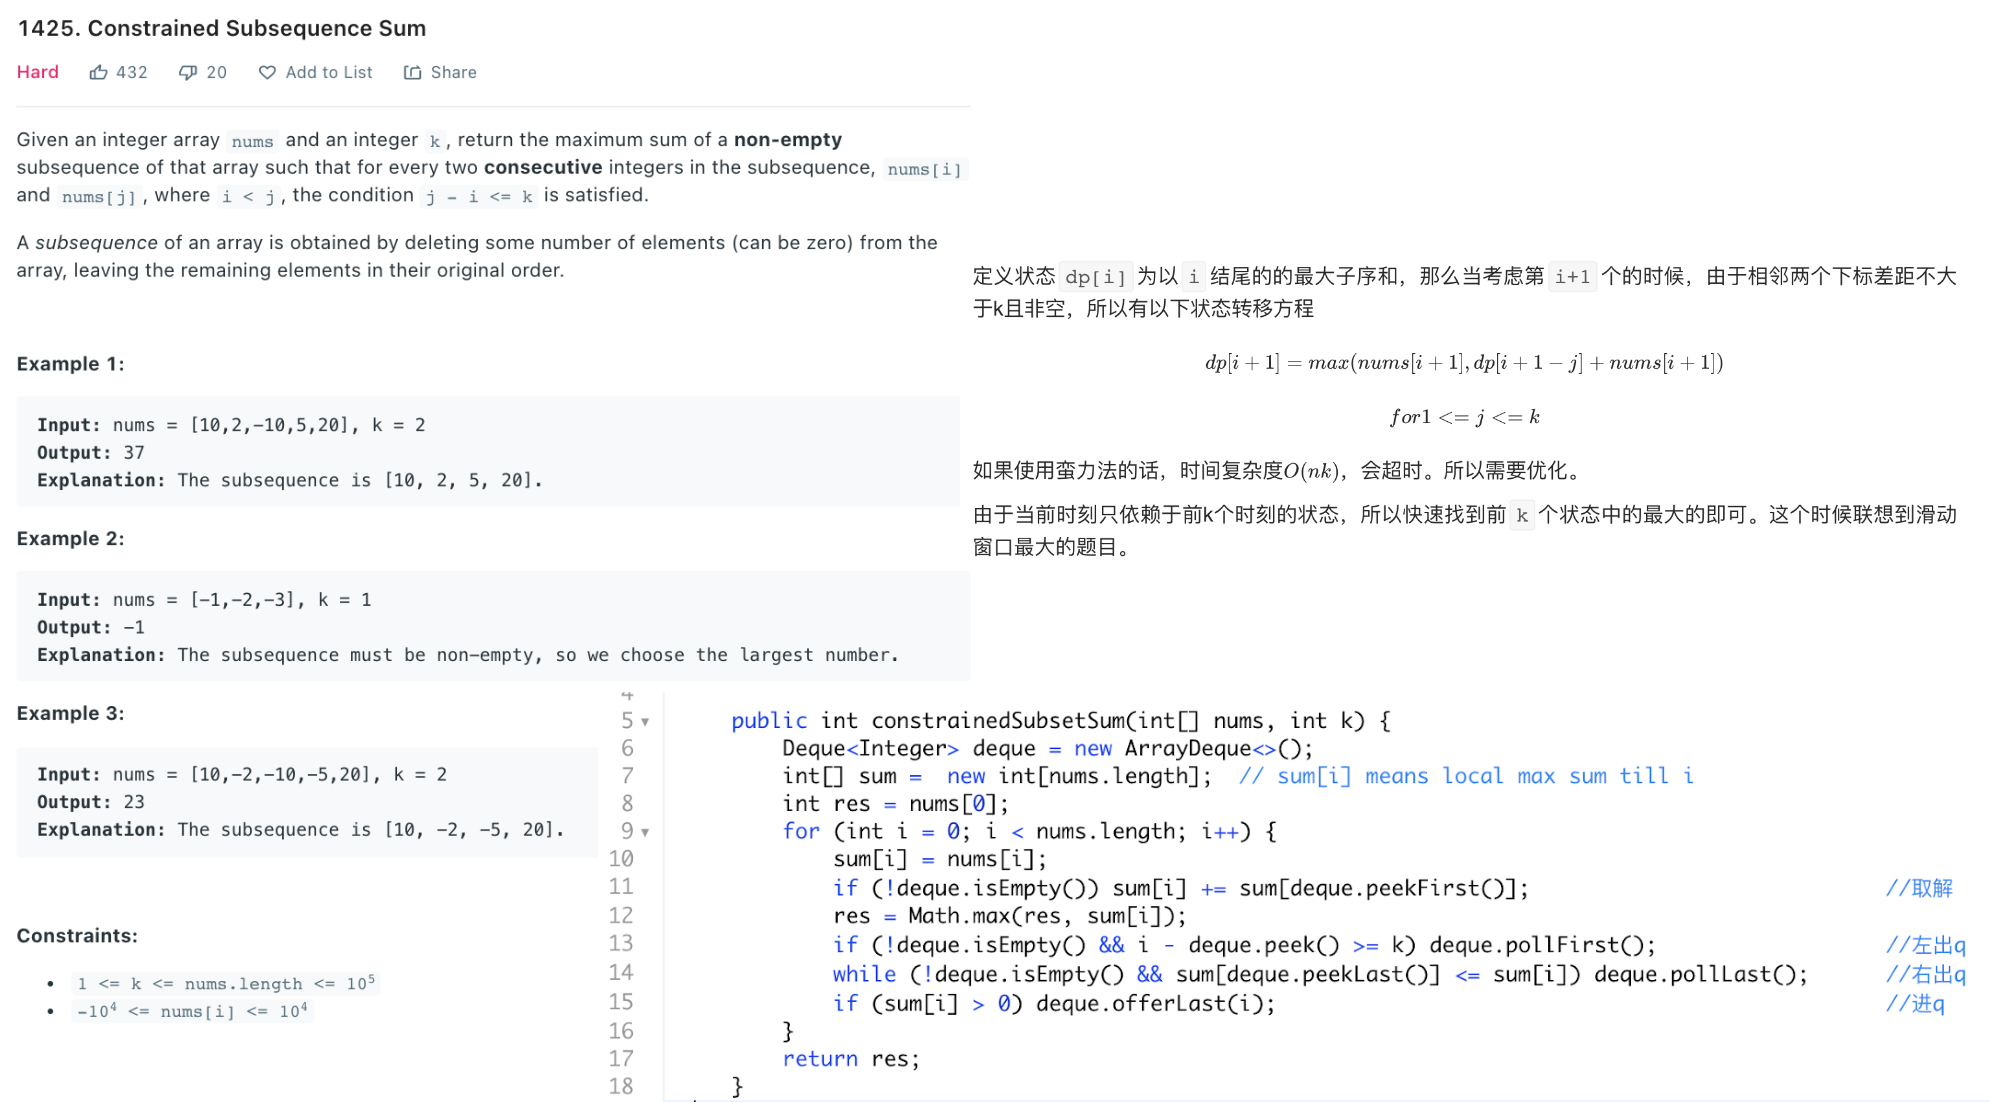 1425. Constrained Subsequence Sum
Hard 432 20 Add to List Share
Given an integer array nums and an integer k, return the maximum sum of a non-empty
subsequence of that array such that for every two consecutive integers in the subsequence, nums[i]
and nums[j], where i < j, the condition j - i <= k is satisfied.
A subsequence of an array is obtained by deleting some number of elements (can be zero) from the
array, leaving the remaining elements in their original order.
Example 1:
Input: nums = [10,2,-10,5,20], k = 2
Output: 37
Explanation: The subsequence is [10, 2, 5, 20].
Example 2:
Input: nums = [-1,-2,-3], k = 1
Output: -1
Explanation: The subsequence must be non-empty, so we choose the largest number.
Example 3:
Input: nums = [10,-2,-10,-5,20], k = 2
Output: 23
Explanation: The subsequence is [10, -2, -5, 20].
Constraints:
• 1 <= k <= nums.length <= 10⁵
• -10⁴ <= nums[i] <= 10⁴
定义状态 dp[i] 为以 i 结尾的的最大子序和，那么当考虑第 i+1 个的时候，由于相邻两个下标差距不大
于k且非空，所以有以下状态转移方程
dp[i + 1] = max(nums[i + 1], dp[i + 1 − j] + nums[i + 1])
for1 <= j <= k
如果使用蛮力法的话，时间复杂度O(nk)，会超时。所以需要优化。
由于当前时刻只依赖于前k个时刻的状态，所以快速找到前 k 个状态中的最大的即可。这个时候联想到滑动
窗口最大的题目。
4
5 public int constrainedSubsetSum(int[] nums, int k) {
6 Deque<Integer> deque = new ArrayDeque<>();
7 int[] sum =  new int[nums.length];  // sum[i] means local max sum till i
8 int res = nums[0];
9 for (int i = 0; i < nums.length; i++) {
10 sum[i] = nums[i];
11 if (!deque.isEmpty()) sum[i] += sum[deque.peekFirst()]; //取解
12 res = Math.max(res, sum[i]);
13 if (!deque.isEmpty() && i - deque.peek() >= k) deque.pollFirst(); //左出q
14 while (!deque.isEmpty() && sum[deque.peekLast()] <= sum[i]) deque.pollLast(); //右出q
15 if (sum[i] > 0) deque.offerLast(i); //进q
16 }
17 return res;
18 }